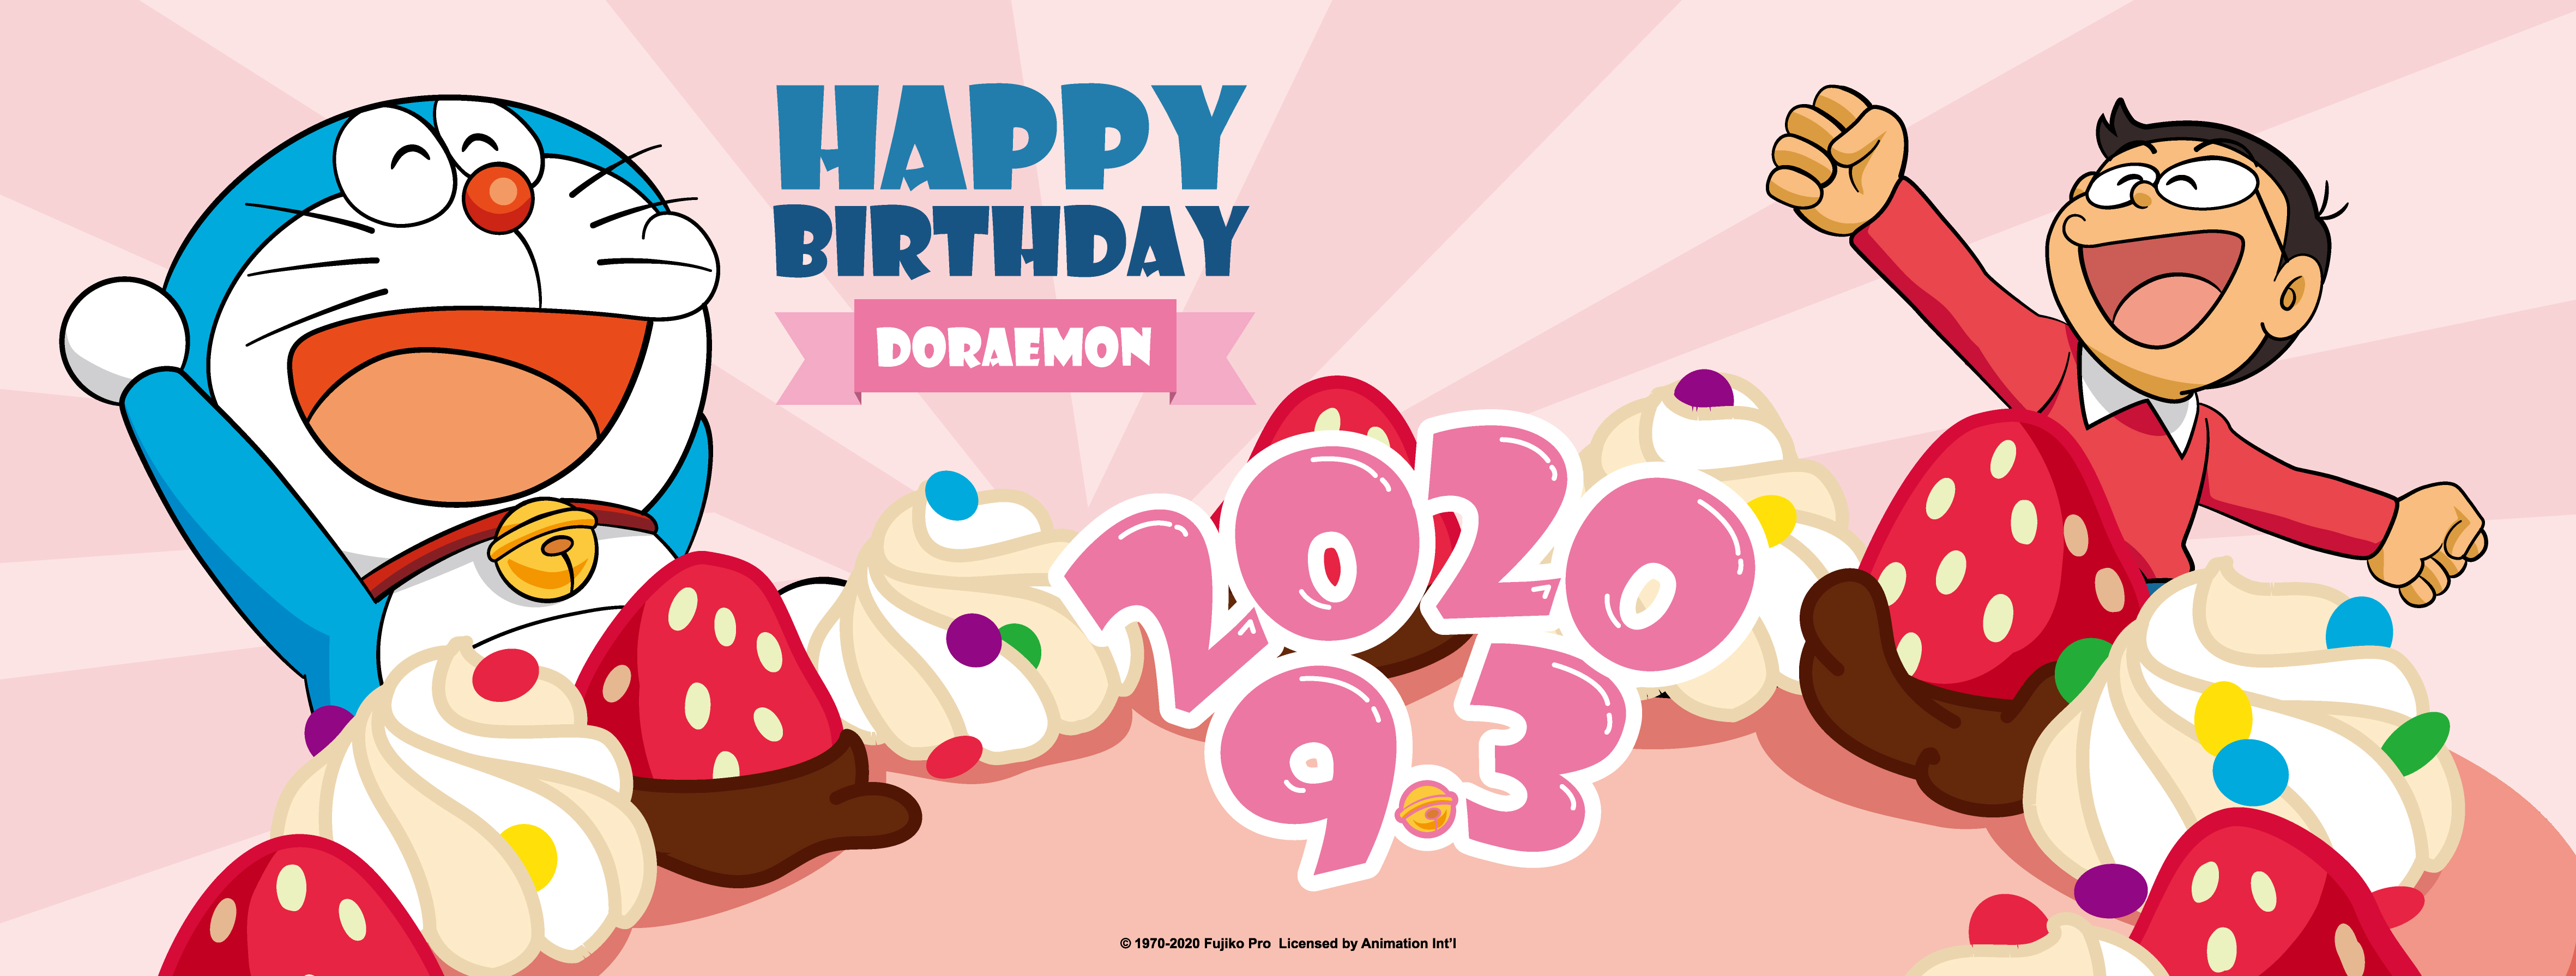 HAPPY
BIRTHDAY
DORAEMON
2020
9.3
© 1970-2020 Fujiko Pro Licensed by Animation Int'l